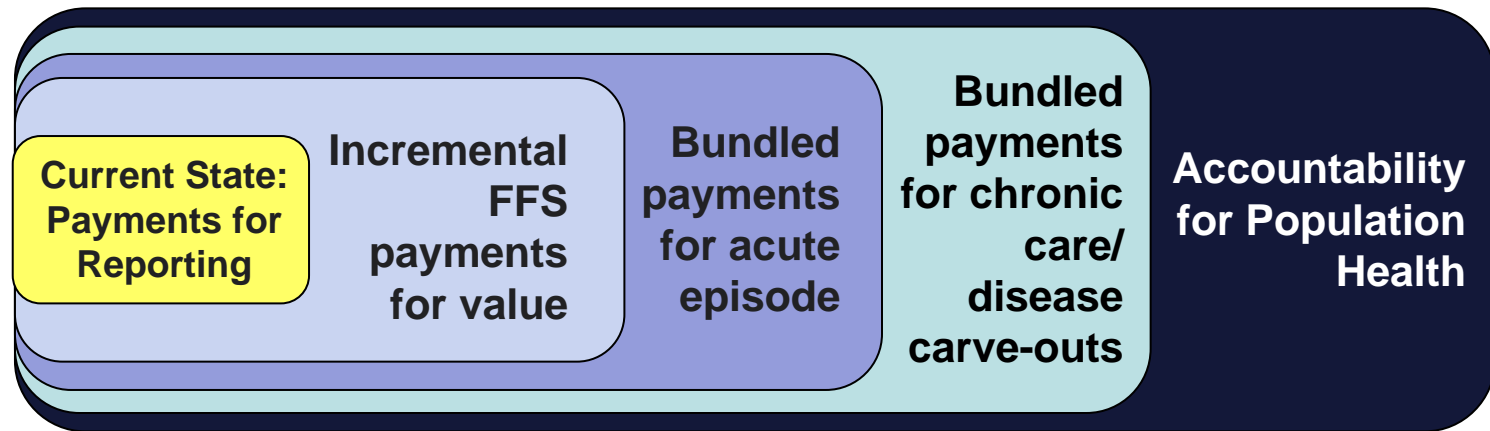 Current State:
Payments for
Reporting
Incremental
FFS
payments
for value
Bundled
payments
for acute
episode
Bundled
payments
for chronic
care/
disease
carve-outs
Accountability
for Population
Health